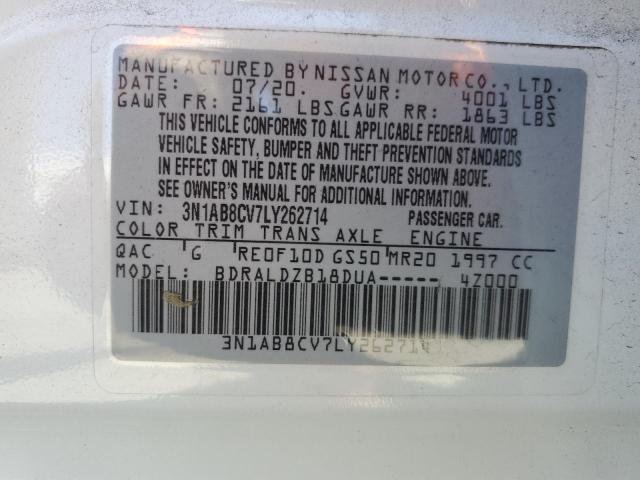 MANUFACTURED BY NISSAN MOTOR CO., LTD.
DATE: 07/20. GVWR: 4001 LBS
GAWR FR: 2161 LBS GAWR RR: 1863 LBS
THIS VEHICLE CONFORMS TO ALL APPLICABLE FEDERAL MOTOR
VEHICLE SAFETY, BUMPER AND THEFT PREVENTION STANDARDS
IN EFFECT ON THE DATE OF MANUFACTURE SHOWN ABOVE.
SEE OWNER'S MANUAL FOR ADDITIONAL INFORMATION.
VIN: 3N1AB8CV7LY262714 PASSENGER CAR.
COLOR TRIM TRANS AXLE ENGINE
QAC G RE0F10D GS50 MR20 1997 CC
MODEL: BDRALDZB18DUA----- 4Z000
3N1AB8CV7LY262714